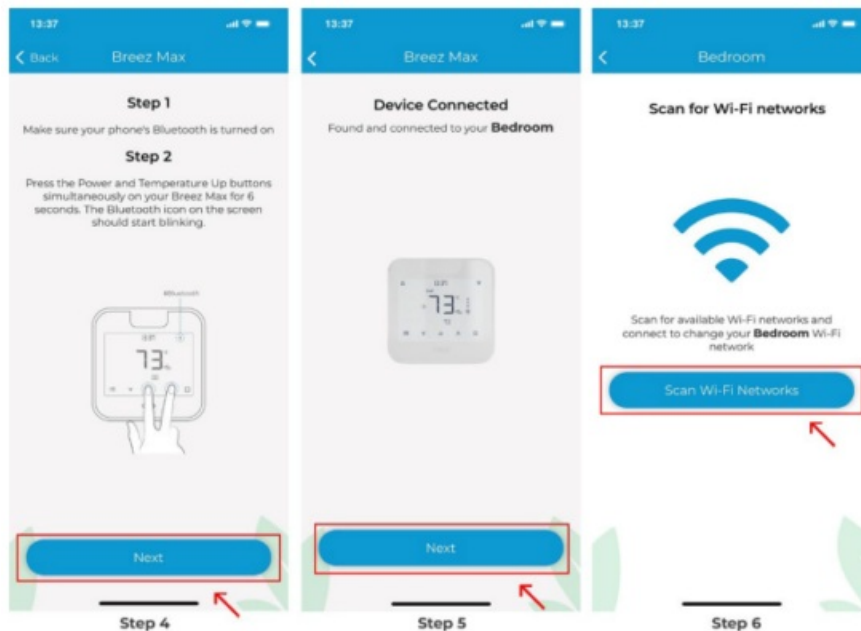 13:37
Back Breez Max
Step 1
Make sure your phone's Bluetooth is turned on
Step 2
Press the Power and Temperature Up buttons
simultaneously on your Breez Max for 6
seconds. The Bluetooth icon on the screen
should start blinking.
Bluetooth
73
Next
Step 4
13:37
Breez Max
Device Connected
Found and connected to your Bedroom
73
Next
Step 5
13:37
Bedroom
Scan for Wi-Fi networks
Scan for available Wi-Fi networks and
connect to change your Bedroom Wi-Fi
network
Scan Wi-Fi Networks
Step 6